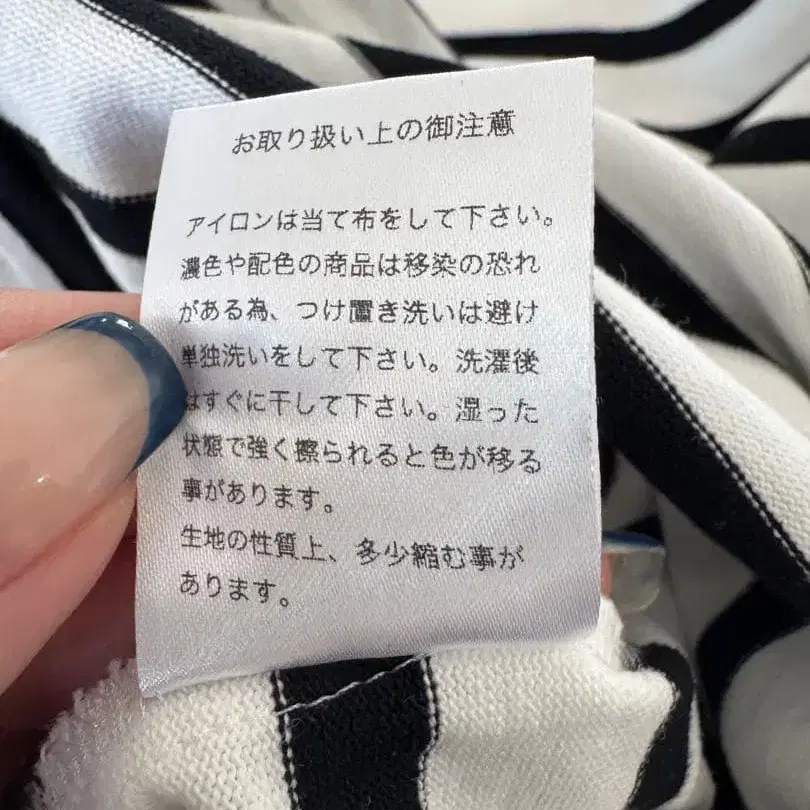 お取り扱い上の御注意
アイロンは当て布をして下さい。
濃色や配色の商品は移染の恐れ
がある為、つけ置き洗いは避け
単独洗いをして下さい。洗濯後
はすぐに干して下さい。湿った
状態で強く擦られると色が移る
事があります。
生地の性質上、多少縮む事が
あります。